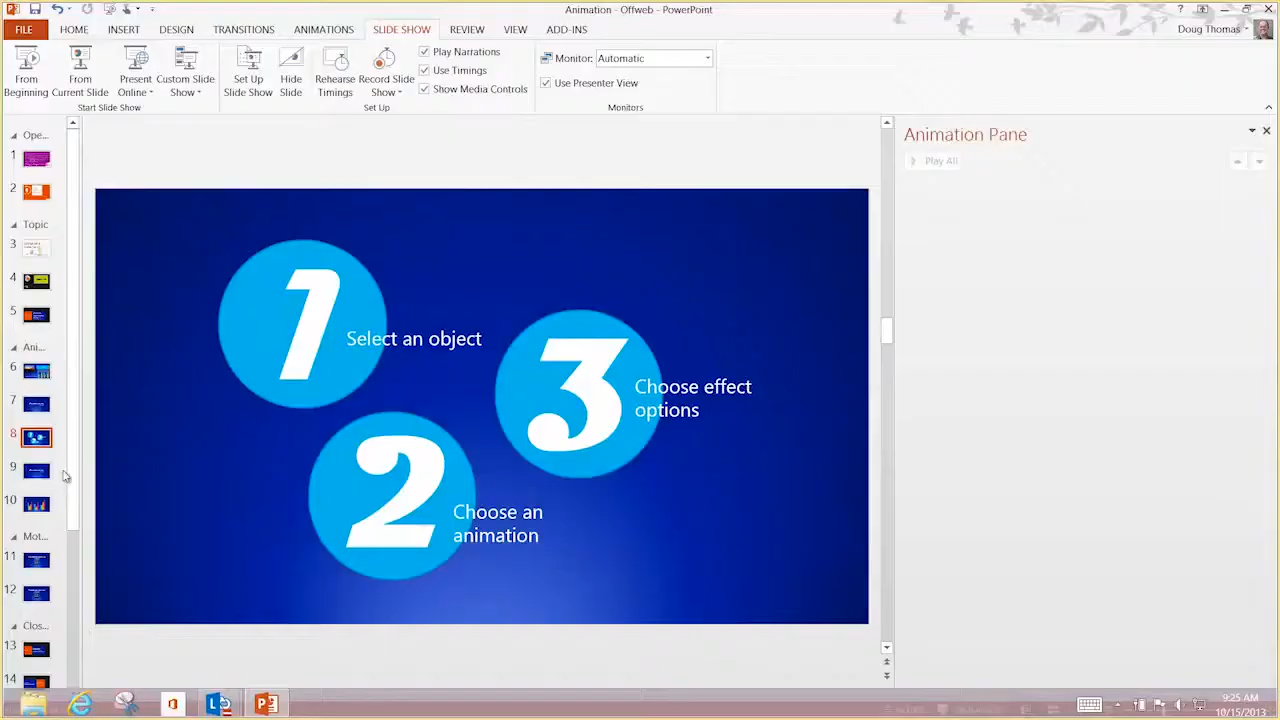 Animation - Offweb - PowerPoint
FILE HOME INSERT DESIGN TRANSITIONS ANIMATIONS SLIDE SHOW REVIEW VIEW ADD-INS
Doug Thomas
From Beginning
From Current Slide
Present Online
Custom Slide Show
Start Slide Show
Set Up Slide Show
Hide Slide
Rehearse Timings
Record Slide Show
Play Narrations
Use Timings
Show Media Controls
Set Up
Monitor: Automatic
Use Presenter View
Monitors
Ope...
1
2
Topic
3
4
5
Ani...
6
7
8
9
10
Mot...
11
12
Clos...
13
14
1
Select an object
2
Choose an
animation
3
Choose effect
options
Animation Pane
Play All
9:25 AM
10/15/2013